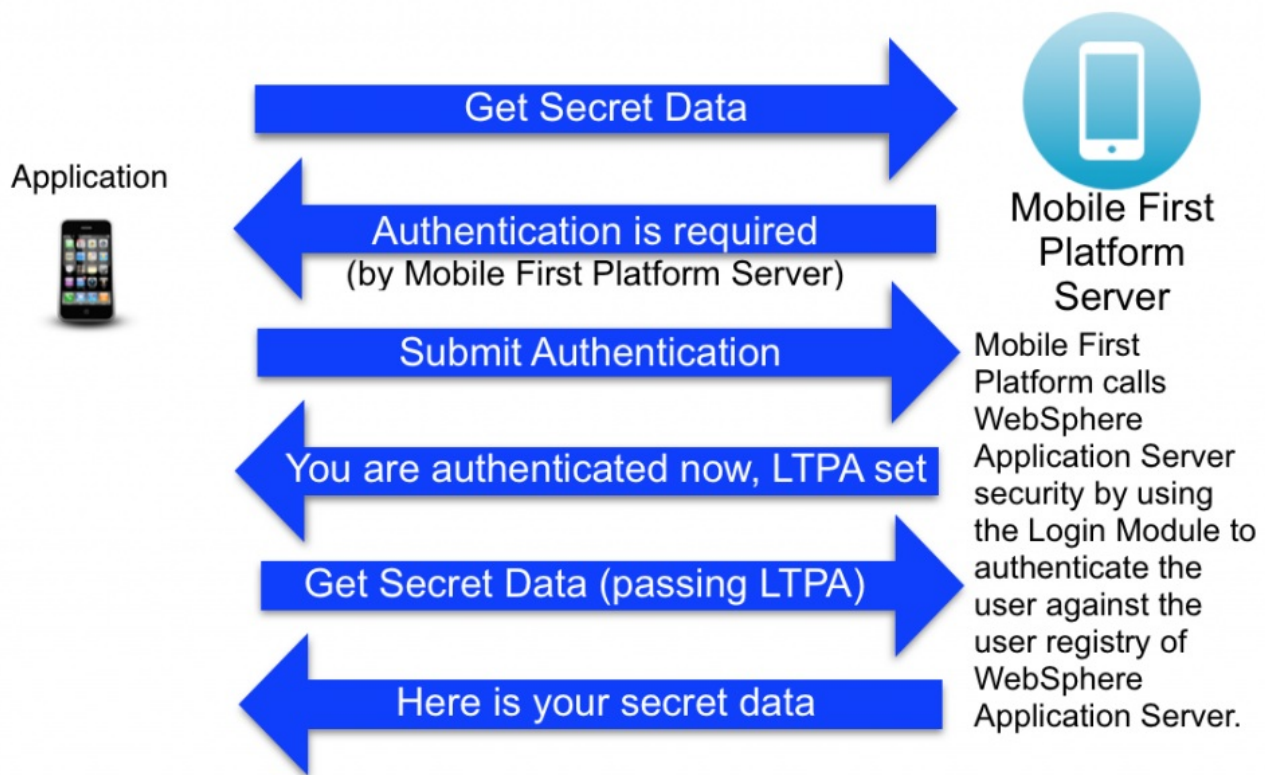 Get Secret Data
Application
Authentication is required
(by Mobile First Platform Server)
Mobile First
Platform
Server
Submit Authentication
Mobile First
Platform calls
WebSphere
Application Server
security by using
the Login Module to
authenticate the
user against the
user registry of
WebSphere
Application Server.
You are authenticated now, LTPA set
Get Secret Data (passing LTPA)
Here is your secret data